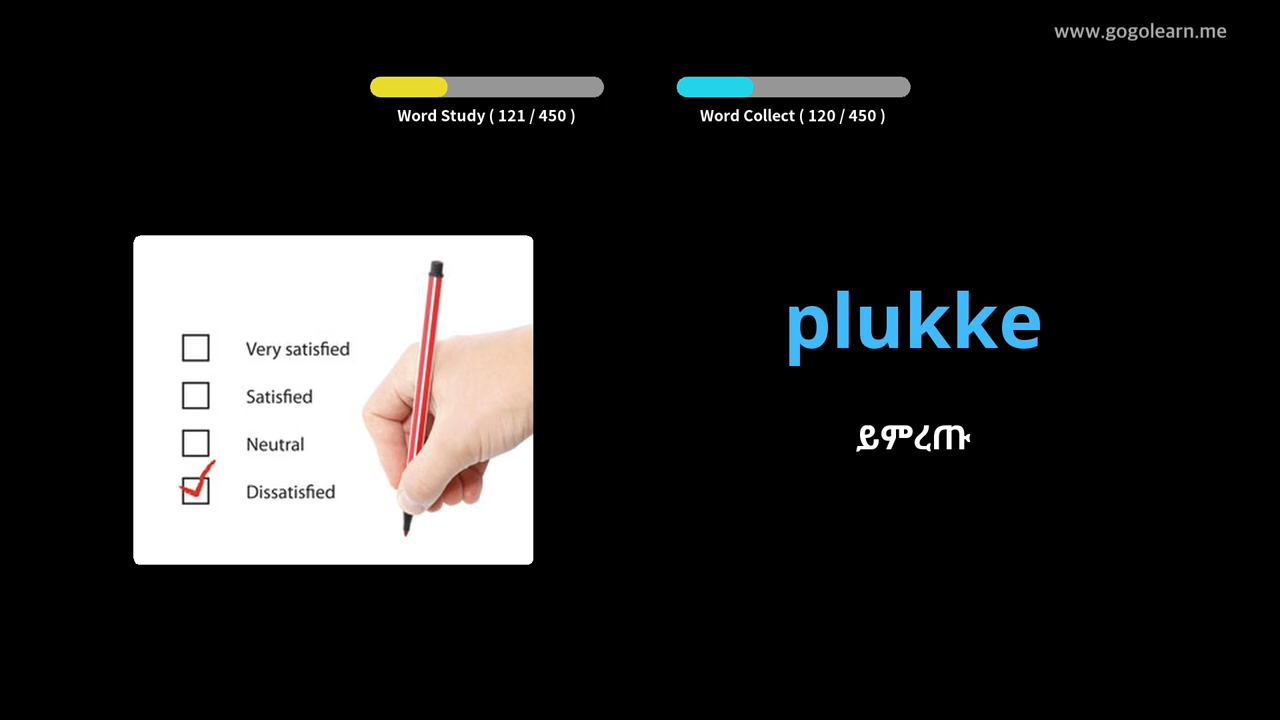 www.gogolearn.me
Word Study ( 121 / 450 )
Word Collect ( 120 / 450 )
Very satisfied
Satisfied
Neutral
Dissatisfied
plukke
ይምረጡ